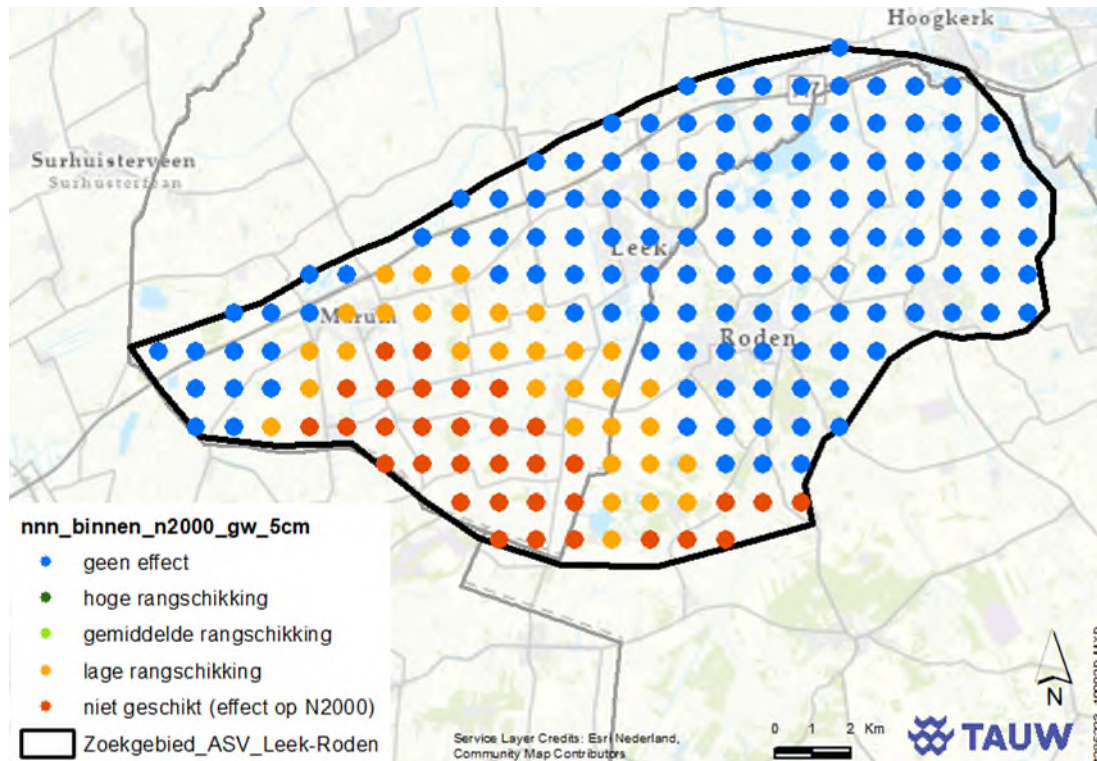 Hoogkerk
Surhuisterveen
Surhústerfean
Leek
Marum
Roden
nnn_binnen_n2000_gw_5cm
geen effect
hoge rangschikking
gemiddelde rangschikking
lage rangschikking
niet geschikt (effect op N2000)
Zoekgebied_ASV_Leek-Roden
Service Layer Credits: Esri Nederland,
Community Map Contributors
0 1 2 Km
N
TAUW